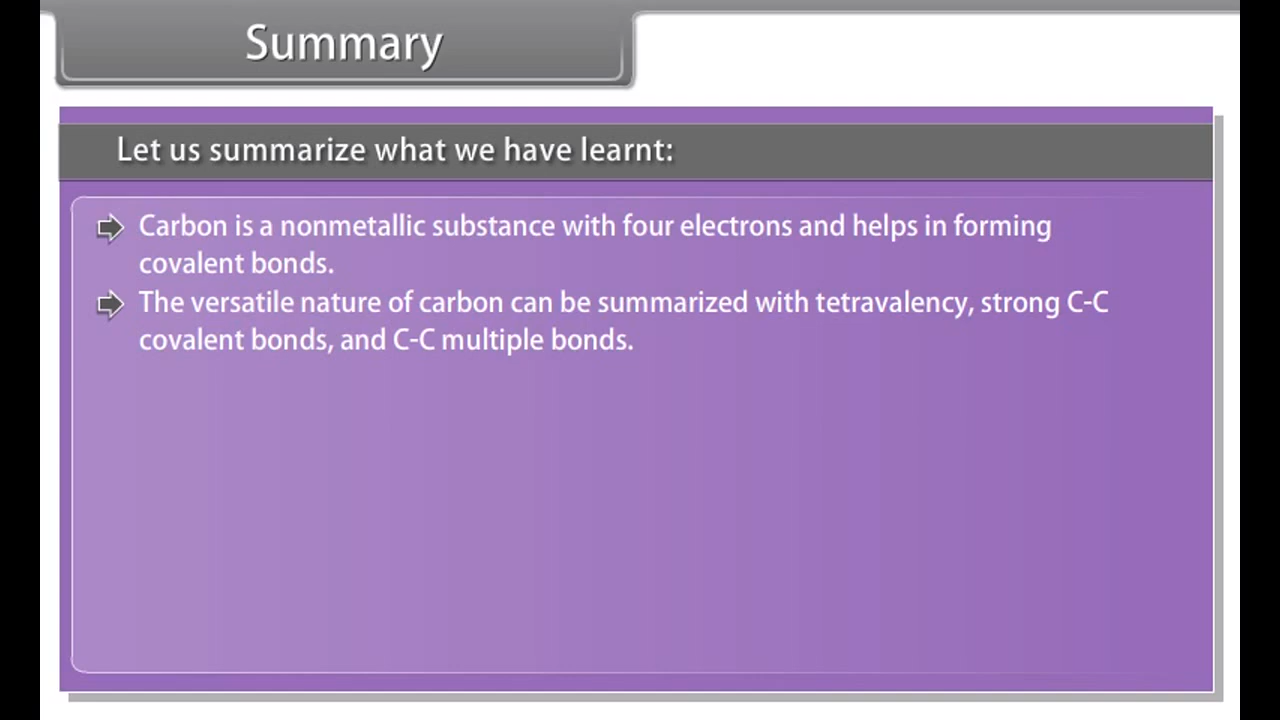 Summary
Let us summarize what we have learnt:
Carbon is a nonmetallic substance with four electrons and helps in forming
covalent bonds.
The versatile nature of carbon can be summarized with tetravalency, strong C-C
covalent bonds, and C-C multiple bonds.